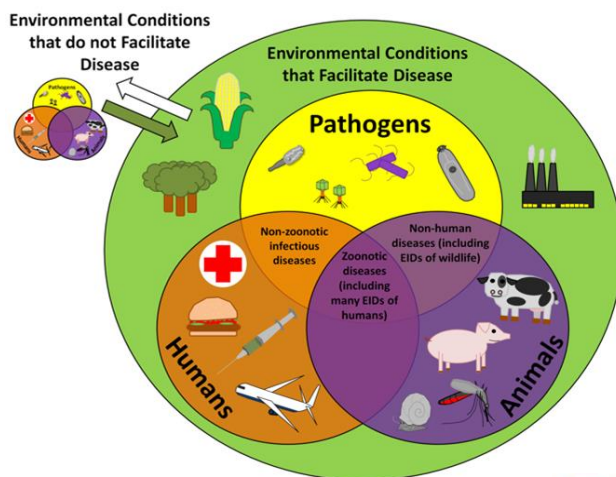 Environmental Conditions
that do not Facilitate
Disease
Environmental Conditions
that Facilitate Disease
Pathogens
Pathogens
Non-zoonotic
infectious
diseases
Non-human
diseases (including
EIDs of wildlife)
Zoonotic
diseases
(including
many EIDs of
humans)
Humans
Animals